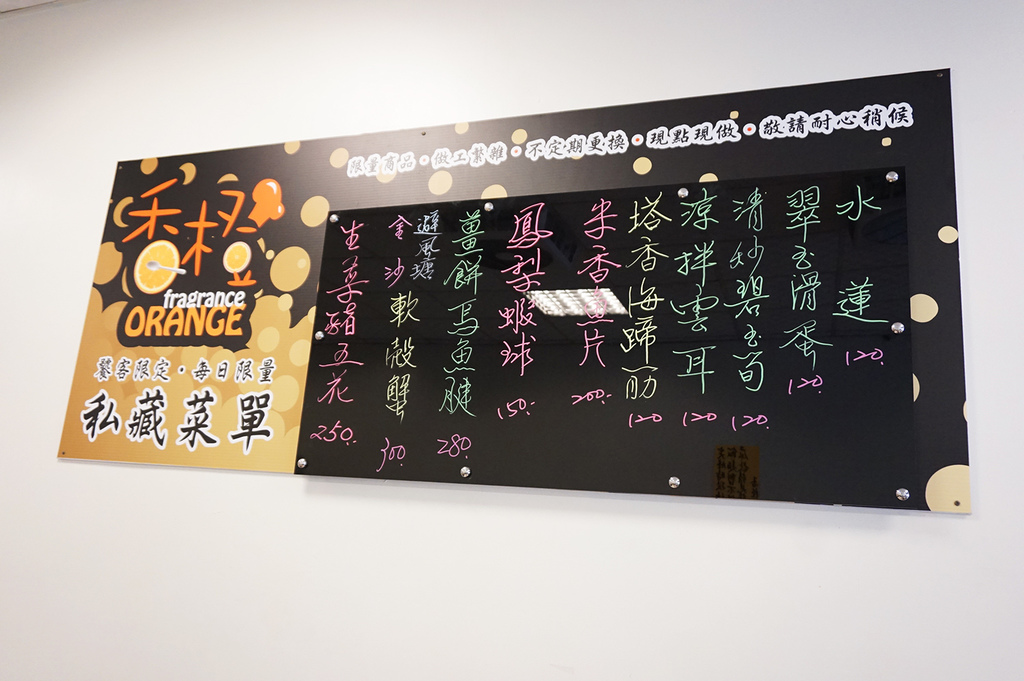 香橙
fragrance
ORANGE
饕客限定・每日限量
私藏菜單
限量商品・做工繁雜・不定期更換・現點現做・敬請耐心稍候
水蓮
120.
翠玉滑蛋
120.
清炒碧玉筍
120.
涼拌雲耳
120
塔香海蹄筋
120
米香魚片
200.-
鳳梨蝦球
150.-
薑餅馬魚腱
280.
避風塘
金沙軟殼蟹
300.
生菜豬五花
250.